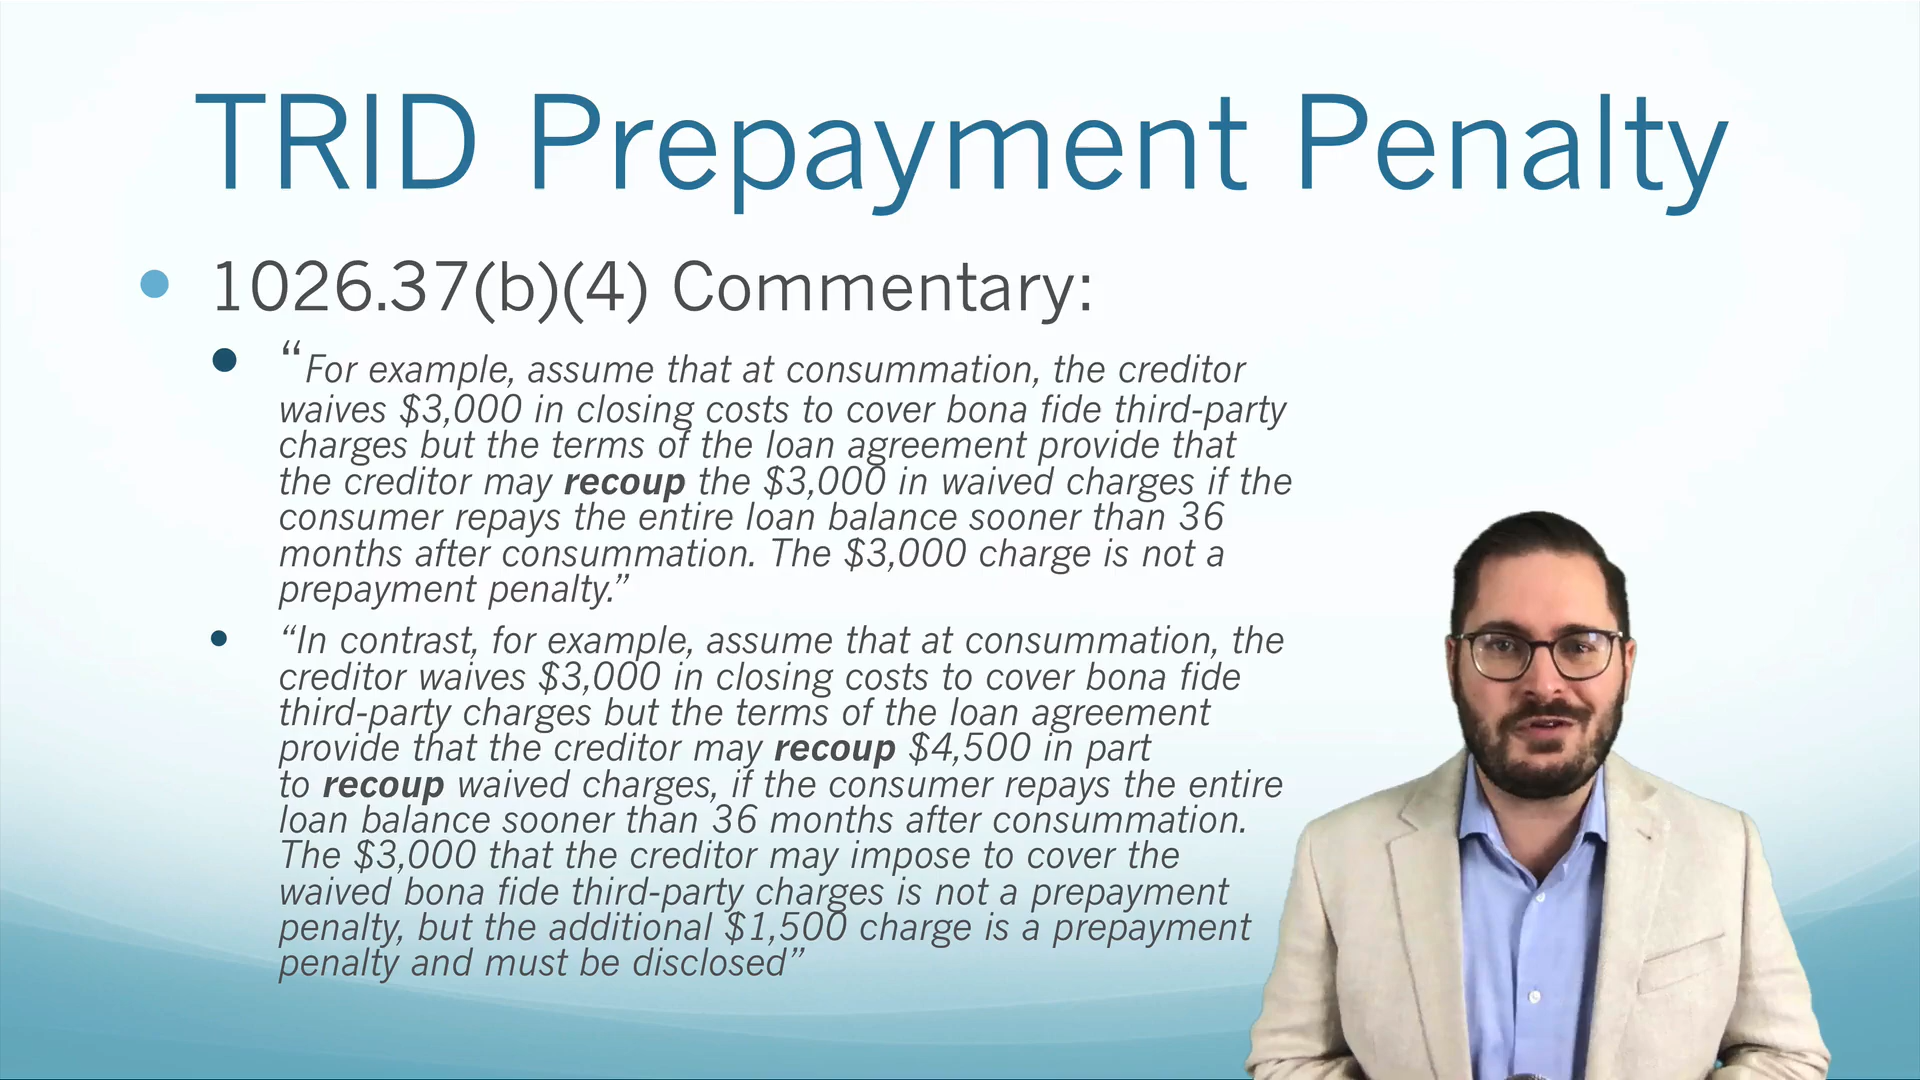 TRID Prepayment Penalty
1026.37(b)(4) Commentary:
“For example, assume that at consummation, the creditor
waives $3,000 in closing costs to cover bona fide third-party
charges but the terms of the loan agreement provide that
the creditor may recoup the $3,000 in waived charges if the
consumer repays the entire loan balance sooner than 36
months after consummation. The $3,000 charge is not a
prepayment penalty.”
“In contrast, for example, assume that at consummation, the
creditor waives $3,000 in closing costs to cover bona fide
third-party charges but the terms of the loan agreement
provide that the creditor may recoup $4,500 in part
to recoup waived charges, if the consumer repays the entire
loan balance sooner than 36 months after consummation.
The $3,000 that the creditor may impose to cover the
waived bona fide third-party charges is not a prepayment
penalty, but the additional $1,500 charge is a prepayment
penalty and must be disclosed”